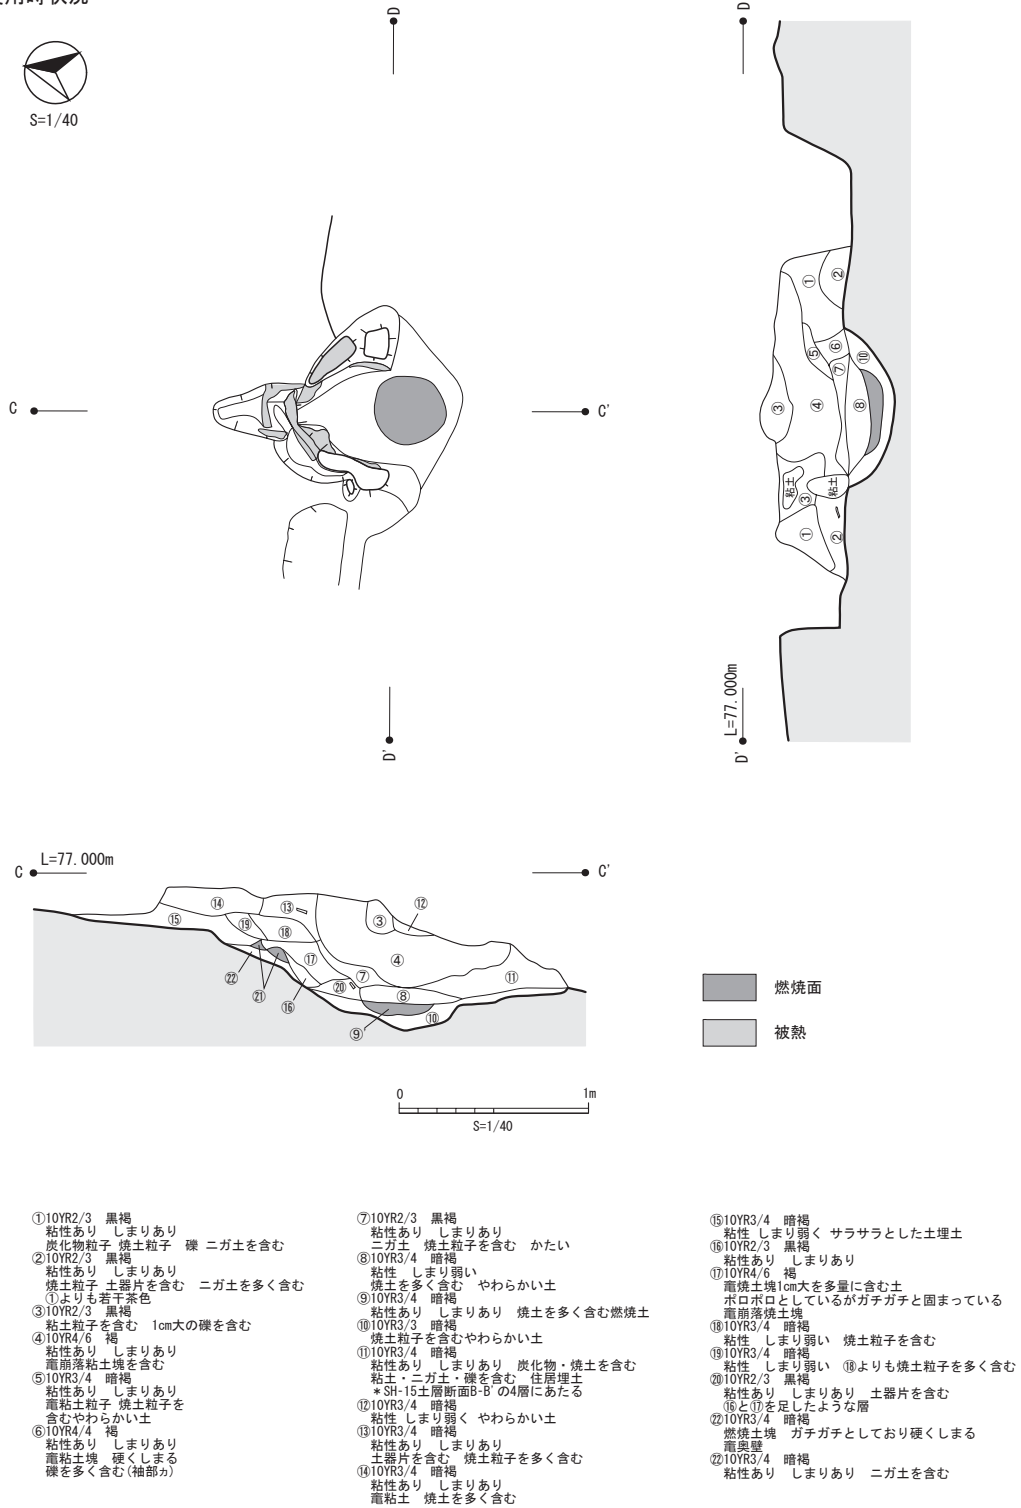 S=1/40
D
D
C
C'
D'
D'
L=77.000m
①
②
⑤
⑥
⑦
⑩
③
④
⑧
粘土
③
粘土
①
②
C
L=77.000m
C'
⑭
⑬
③
⑫
⑮
⑲
⑱
④
⑰
⑦
⑪
㉒
㉑
⑯
⑳
⑧
⑨
⑩
燃焼面
被熱
0
1m
S=1/40
①10YR2/3 黒褐
粘性あり しまりあり
炭化物粒子 焼土粒子 礫 ニガ土を含む
②10YR2/3 黒褐
粘性あり しまりあり
焼土粒子 土器片を含む ニガ土を多く含む
①よりも若干茶色
③10YR2/3 黒褐
粘土粒子を含む 1cm大の礫を含む
④10YR4/6 褐
粘性あり しまりあり
竃崩落粘土塊を含む
⑤10YR3/4 暗褐
粘性あり しまりあり
竃粘土粒子 焼土粒子を
含むやわらかい土
⑥10YR4/4 褐
粘性あり しまりあり
竃粘土塊 硬くしまる
礫を多く含む(袖部ヵ)
⑦10YR2/3 黒褐
粘性あり しまりあり
ニガ土 焼土粒子を含む かたい
⑧10YR3/4 暗褐
粘性 しまり弱い
焼土を多く含む やわらかい土
⑨10YR3/4 暗褐
粘性あり しまりあり 焼土を多く含む燃焼土
⑩10YR3/3 暗褐
焼土粒子を含むやわらかい土
⑪10YR3/4 暗褐
粘性あり しまりあり 炭化物・焼土を含む
粘土・ニガ土・礫を含む 住居埋土
＊SH-15土層断面B-B'の4層にあたる
⑫10YR3/4 暗褐
粘性 しまり弱く やわらかい土
⑬10YR3/4 暗褐
粘性あり しまりあり
土器片を含む 焼土粒子を多く含む
⑭10YR3/4 暗褐
粘性あり しまりあり
竃粘土 焼土を多く含む
⑮10YR3/4 暗褐
粘性 しまり弱く サラサラとした土埋土
⑯10YR2/3 黒褐
粘性あり しまりあり
⑰10YR4/6 褐
竃焼土塊1cm大を多量に含む土
ボロボロとしているがガチガチと固まっている
竃崩落焼土塊
⑱10YR3/4 暗褐
粘性 しまり弱い 焼土粒子を含む
⑲10YR3/4 暗褐
粘性 しまり弱い ⑱よりも焼土粒子を多く含む
⑳10YR2/3 黒褐
粘性あり しまりあり 土器片を含む
⑯と⑰を足したような層
㉒10YR3/4 暗褐
燃焼土塊 ガチガチとしており硬くしまる
竃奥壁
㉒10YR3/4 暗褐
粘性あり しまりあり ニガ土を含む